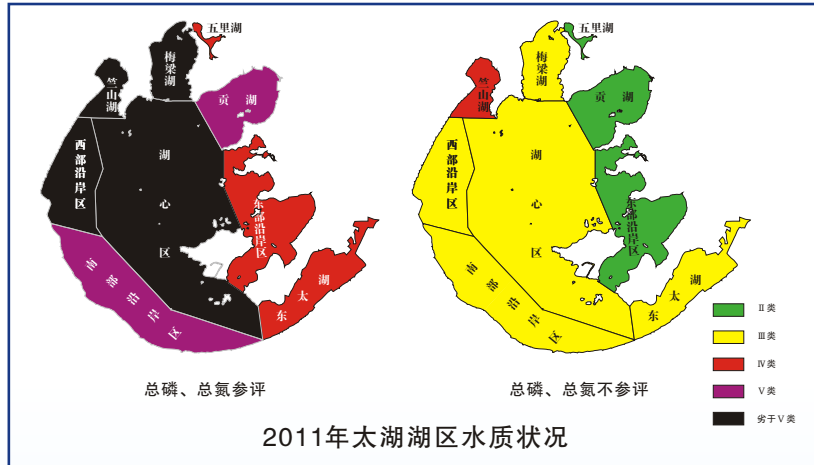 五里湖
梅梁湖
竺山湖
贡湖
西部沿岸区
湖心区
东部沿岸区
南部沿岸区
东太湖
总磷、总氮参评
五里湖
梅梁湖
竺山湖
贡湖
西部沿岸区
湖心区
东部沿岸区
南部沿岸区
东太湖
总磷、总氮不参评
II类
III类
IV类
V类
劣于V类
2011年太湖湖区水质状况